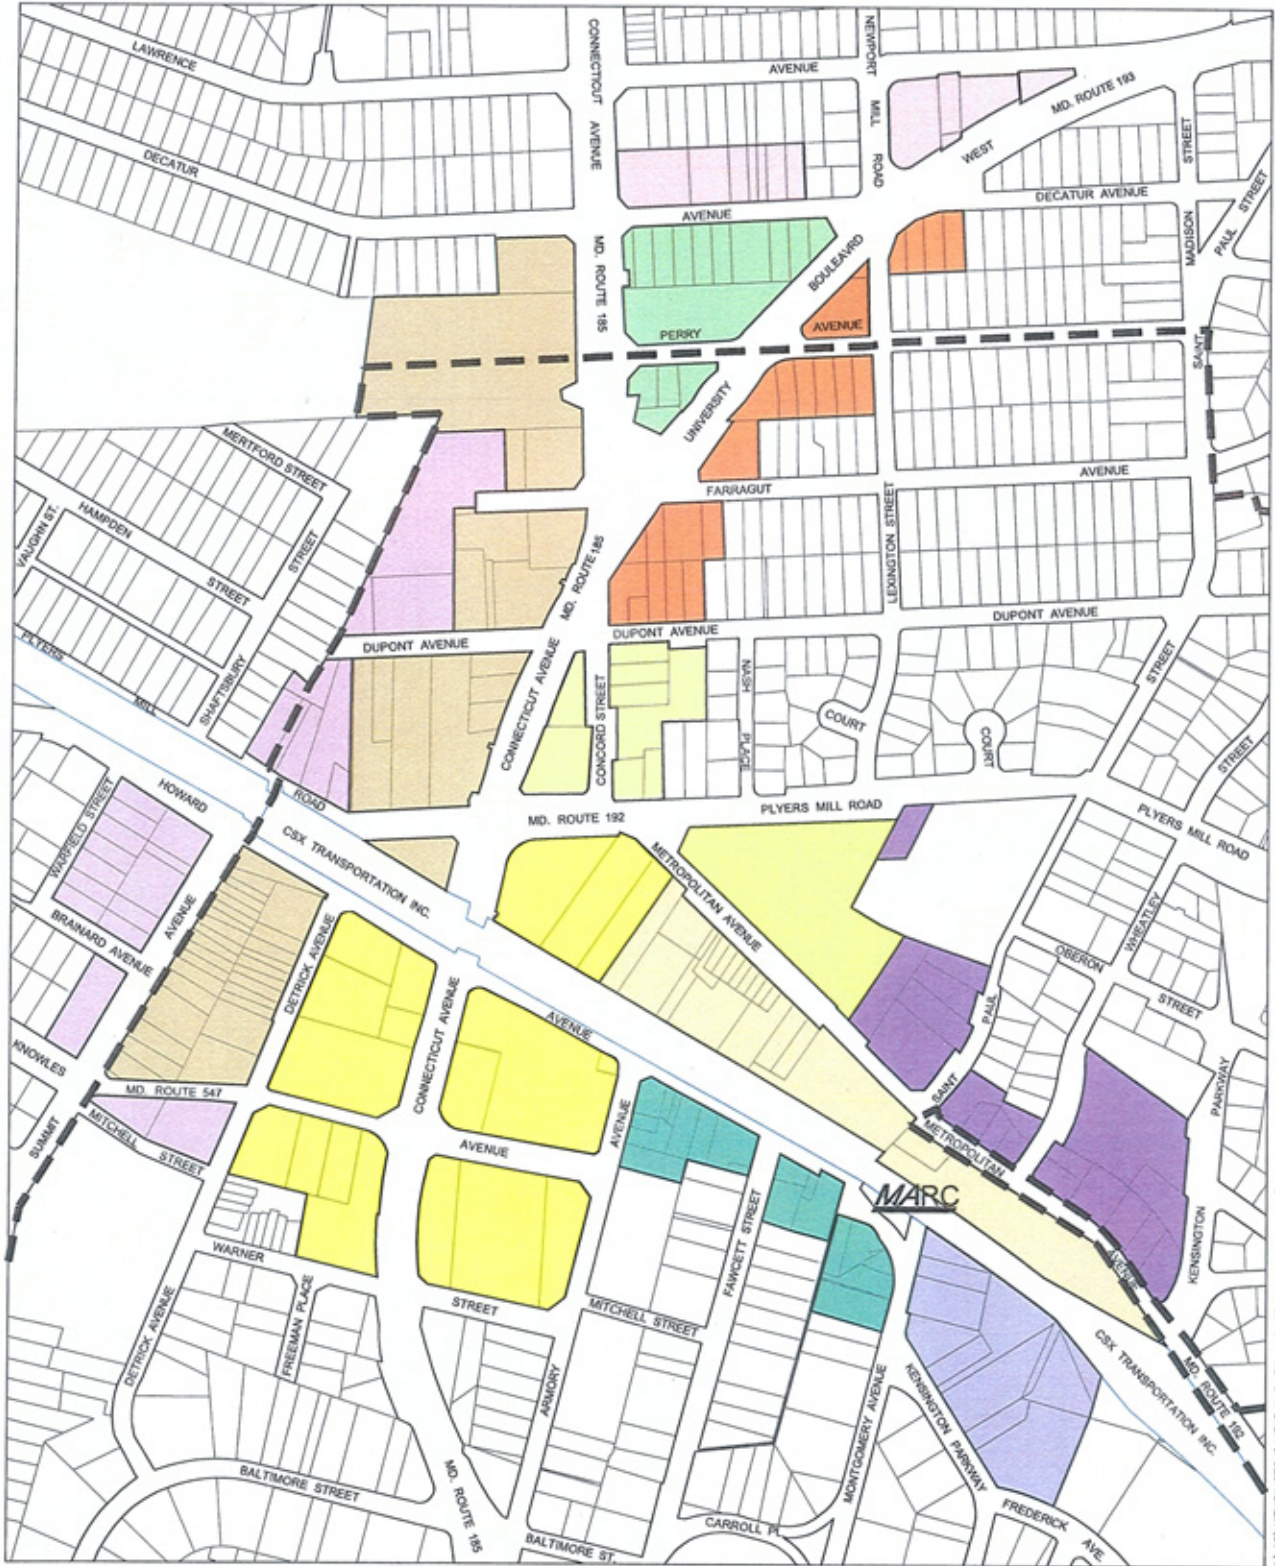 LAWRENCE
CONNECTICUT AVENUE
NEWPORT MILL ROAD
AVENUE
MD. ROUTE 193
WEST
STREET
DECATUR
AVENUE
DECATUR AVENUE
MADISON
PAUL STREET
MD. ROUTE 185
BOULEAVRD
PERRY
AVENUE
SAINT
UNIVERSITY
MERTFORD STREET
FARRAGUT
AVENUE
VAUGHN ST.
HAMPDEN
STREET
STREET
MD. ROUTE 185
LEXINGTON STREET
DUPONT AVENUE
DUPONT AVENUE
DUPONT AVENUE
PLYERS
MILL
SHAFTSBURY
CONNECTICUT AVENUE
CONCORD STREET
NASH
PLACE
COURT
COURT
STREET
STREET
ROAD
HOWARD
WARFIELD STREET
MD. ROUTE 192
PLYERS MILL ROAD
PLYERS MILL ROAD
CSX TRANSPORTATION INC.
METROPOLITAN AVENUE
BRAINARD AVENUE
AVENUE
DETRICK AVENUE
CONNECTICUT AVENUE
AVENUE
WHEATLEY
OBERON
STREET
PAUL
KNOWLES
MD. ROUTE 547
SUMMIT
MITCHELL
STREET
AVENUE
AVENUE
SAINT
METROPOLITAN
PARKWAY
MARC
FAWCETT STREET
WARNER
KENSINGTON
AVENUE
DETRICK AVENUE
FREEMAN PLACE
STREET
MITCHELL STREET
ARMORY
MONTGOMERY AVENUE
KENSINGTON PARKWAY
CSX TRANSPORTATION INC.
MD. ROUTE 192
BALTIMORE STREET
MD. ROUTE 185
BALTIMORE ST.
CARROLL PL.
FREDERICK AVE.